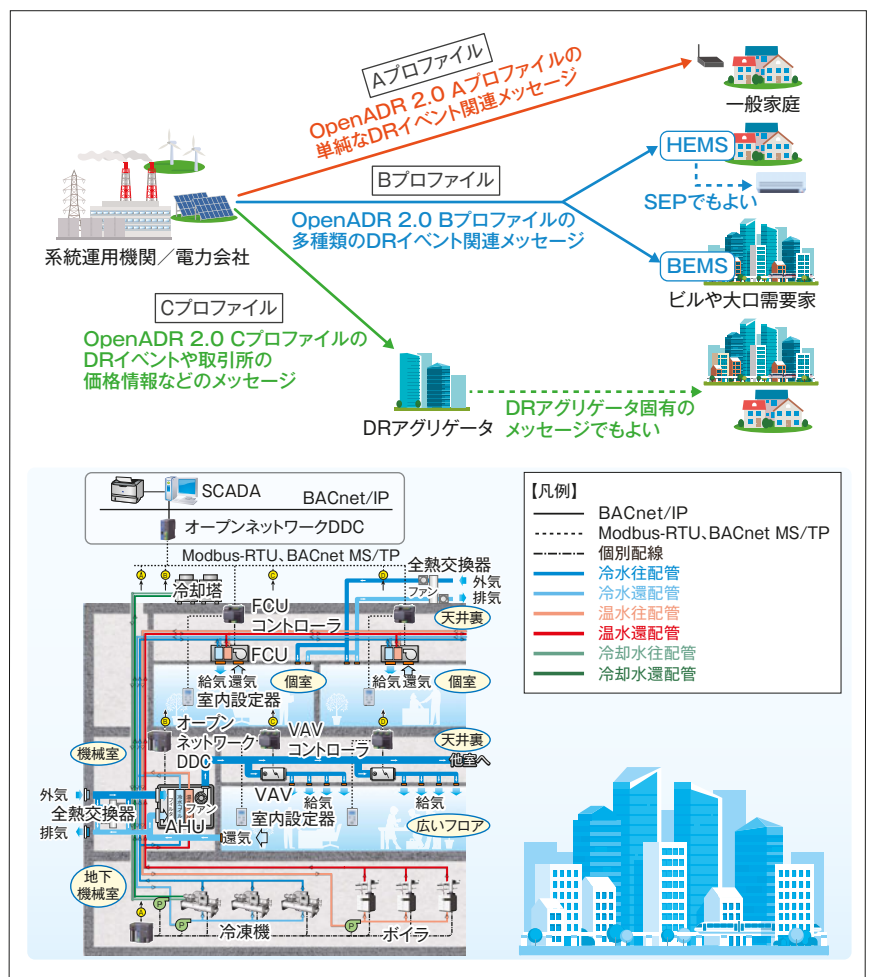 Aプロファイル
OpenADR 2.0 Aプロファイルの
単純なDRイベント関連メッセージ
一般家庭
HEMS
SEPでもよい
Bプロファイル
OpenADR 2.0 Bプロファイルの
多種類のDRイベント関連メッセージ
BEMS
ビルや大口需要家
系統運用機関／電力会社
Cプロファイル
OpenADR 2.0 Cプロファイルの
DRイベントや取引所の
価格情報などのメッセージ
DRアグリゲータ
DRアグリゲータ固有の
メッセージでもよい
SCADA
BACnet/IP
オープンネットワークDDC
Modbus-RTU、BACnet MS/TP
A
B
C
D
冷却塔
全熱交換器
ファン
外気
排気
天井裏
FCU
コントローラ
FCU
給気 還気
個室
給気 還気
個室
室内設定器
オープン
ネットワーク
DDC
B
C
D
VAV
コントローラ
天井裏
他室へ
機械室
VAV
給気
給気
室内設定器
外気
全熱交換器
排気
ファン
AHU
還気
広いフロア
地下
機械室
A
P
P
冷凍機
ボイラ
【凡例】
BACnet/IP
Modbus-RTU、BACnet MS/TP
個別配線
冷水往配管
冷水還配管
温水往配管
温水還配管
冷却水往配管
冷却水還配管